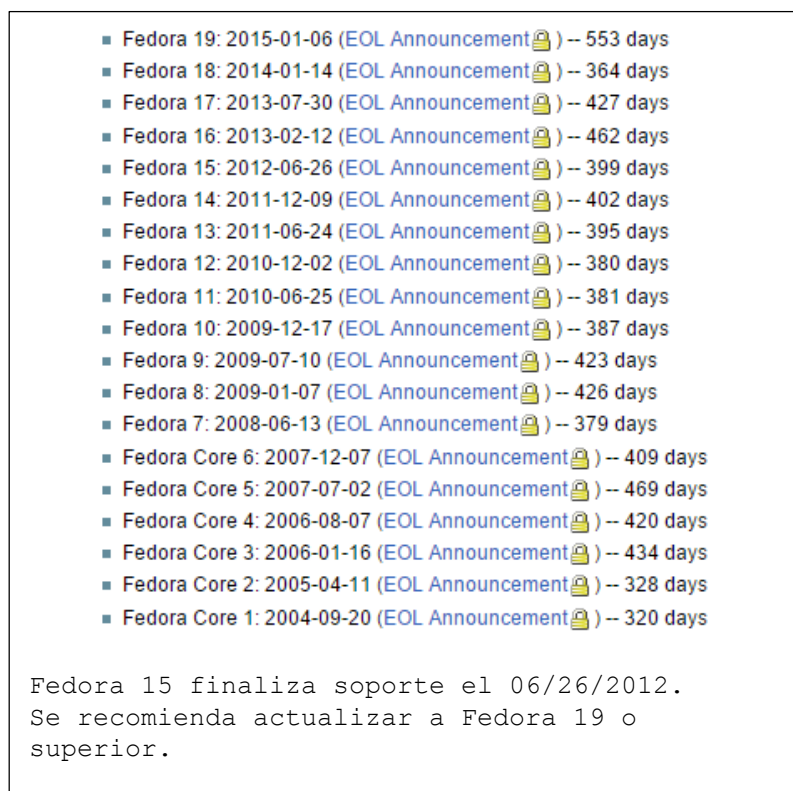 Fedora 19: 2015-01-06 (EOL Announcement) -- 553 days
Fedora 18: 2014-01-14 (EOL Announcement) -- 364 days
Fedora 17: 2013-07-30 (EOL Announcement) -- 427 days
Fedora 16: 2013-02-12 (EOL Announcement) -- 462 days
Fedora 15: 2012-06-26 (EOL Announcement) -- 399 days
Fedora 14: 2011-12-09 (EOL Announcement) -- 402 days
Fedora 13: 2011-06-24 (EOL Announcement) -- 395 days
Fedora 12: 2010-12-02 (EOL Announcement) -- 380 days
Fedora 11: 2010-06-25 (EOL Announcement) -- 381 days
Fedora 10: 2009-12-17 (EOL Announcement) -- 387 days
Fedora 9: 2009-07-10 (EOL Announcement) -- 423 days
Fedora 8: 2009-01-07 (EOL Announcement) -- 426 days
Fedora 7: 2008-06-13 (EOL Announcement) -- 379 days
Fedora Core 6: 2007-12-07 (EOL Announcement) -- 409 days
Fedora Core 5: 2007-07-02 (EOL Announcement) -- 469 days
Fedora Core 4: 2006-08-07 (EOL Announcement) -- 420 days
Fedora Core 3: 2006-01-16 (EOL Announcement) -- 434 days
Fedora Core 2: 2005-04-11 (EOL Announcement) -- 328 days
Fedora Core 1: 2004-09-20 (EOL Announcement) -- 320 days
Fedora 15 finaliza soporte el 06/26/2012.
Se recomienda actualizar a Fedora 19 o
superior.